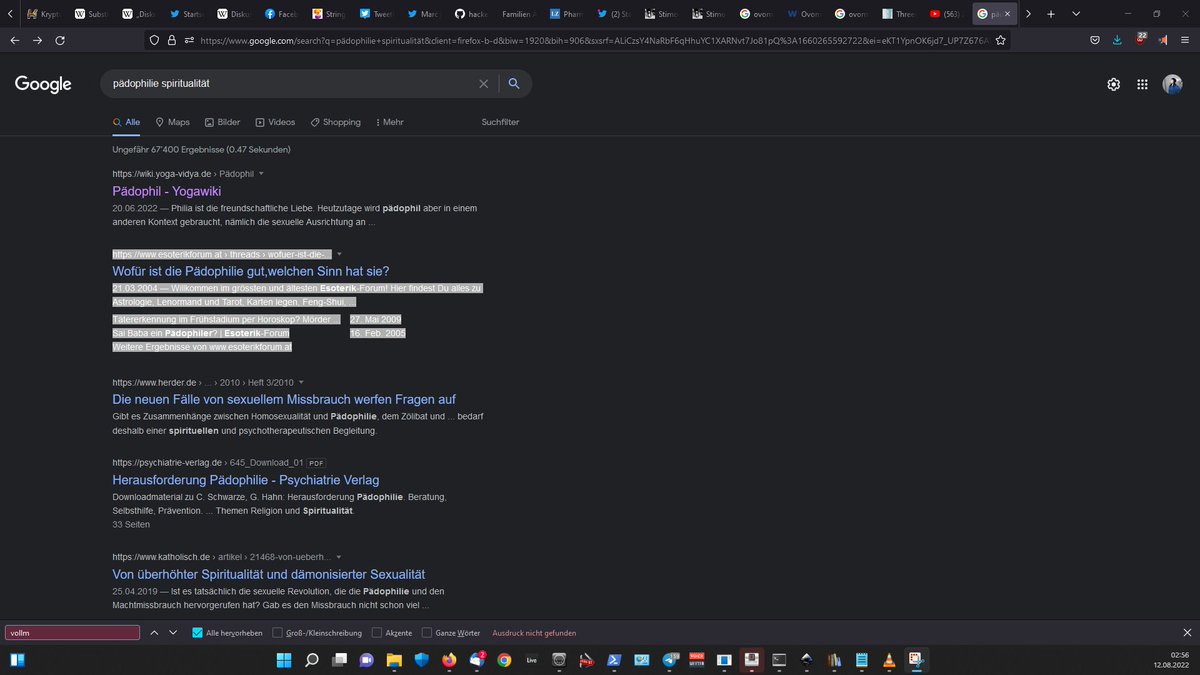 Krypt
Subst
„Disk
Starts
Disku
Faceb
String
Tweet
Marc
hacke
Familien A
Pham
(2) St
Stimo
Stimo
ovom
Ovom
ovom
Three
(563)
pä
https://www.google.com/search?q=pädophilie+spiritualität&client=firefox-b-d&biw=1920&bih=906&sxsrf=ALiCzsY4NaRbF6qHhuYC1XARNvt7Jo81pQ%3A1660265592722&ei=eKT1YpnOK6jd7_UP7Z676A
22
Google
pädophilie spiritualität
Alle
Maps
Bilder
Videos
Shopping
Mehr
Suchfilter
Ungefähr 67'400 Ergebnisse (0.47 Sekunden)
https://wiki.yoga-vidya.de › Pädophil
Pädophil - Yogawiki
20.06.2022 — Philia ist die freundschaftliche Liebe. Heutzutage wird pädophil aber in einem
anderen Kontext gebraucht, nämlich die sexuelle Ausrichtung an ...
https://www.esoterikforum.at › threads › wofuer-ist-die-...
Wofür ist die Pädophilie gut,welchen Sinn hat sie?
21.03.2004 — Willkommen im grössten und ältesten Esoterik-Forum! Hier findest Du alles zu
Astrologie, Lenormand und Tarot, Karten legen, Feng-Shui, ...
Tätererkennung im Frühstadium per Horoskop? Mörder ... 27. Mai 2009
Sai Baba ein Pädophiler? | Esoterik-Forum 16. Feb. 2005
Weitere Ergebnisse von www.esoterikforum.at
https://www.herder.de › ... › 2010 › Heft 3/2010
Die neuen Fälle von sexuellem Missbrauch werfen Fragen auf
Gibt es Zusammenhänge zwischen Homosexualität und Pädophilie, dem Zölibat und ... bedarf
deshalb einer spirituellen und psychotherapeutischen Begleitung.
https://psychiatrie-verlag.de › 645_Download_01 PDF
Herausforderung Pädophilie - Psychiatrie Verlag
Downloadmaterial zu C. Schwarze, G. Hahn: Herausforderung Pädophilie. Beratung,
Selbsthilfe, Prävention. ... Themen Religion und Spiritualität.
33 Seiten
https://www.katholisch.de › artikel › 21468-von-ueberh...
Von überhöhter Spiritualität und dämonisierter Sexualität
25.04.2019 — Ist es tatsächlich die sexuelle Revolution, die die Pädophilie und den
Machtmissbrauch hervorgerufen hat? Gab es den Missbrauch nicht schon viel ...
vollm
Alle hervorheben
Groß-/Kleinschreibung
Akzente
Ganze Wörter
Ausdruck nicht gefunden
2
Live
02:56
12.08.2022